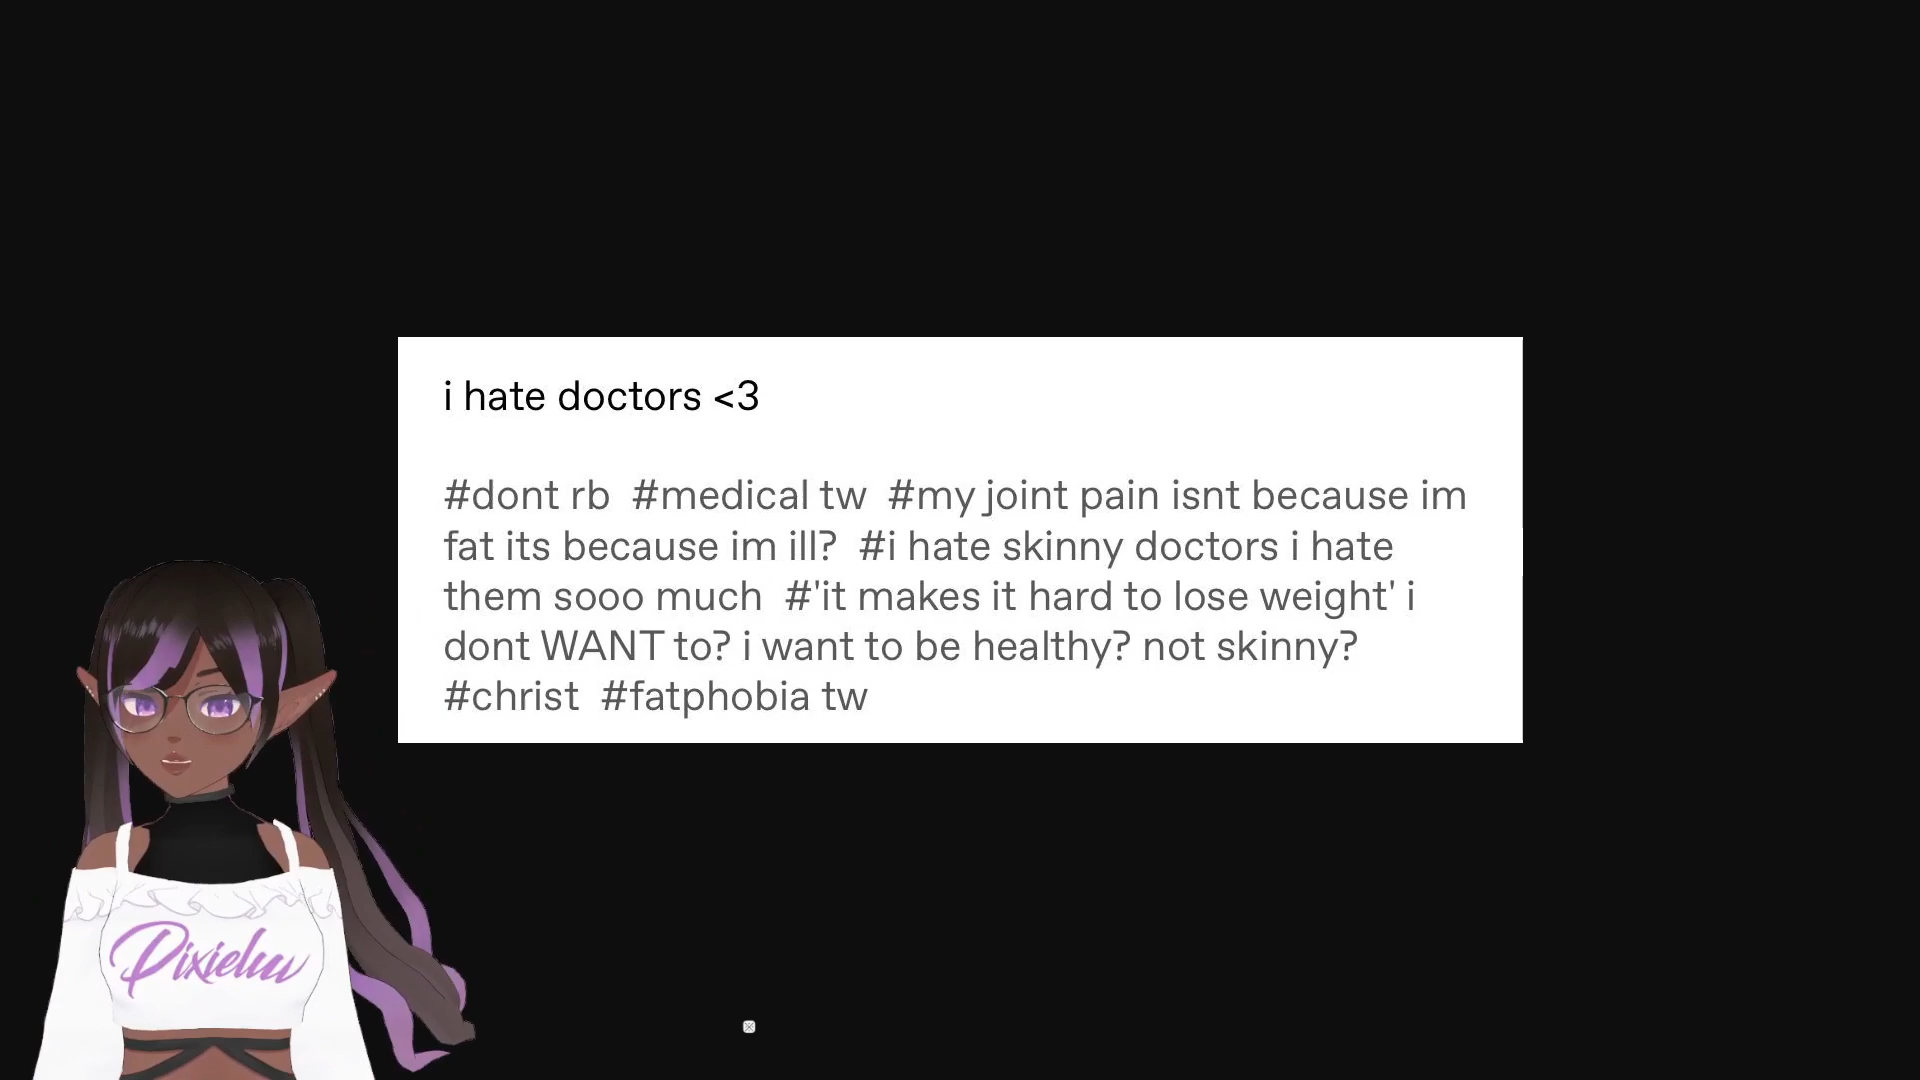 i hate doctors <3
#dont rb  #medical tw  #my joint pain isnt because im
fat its because im ill?  #i hate skinny doctors i hate
them sooo much  #'it makes it hard to lose weight' i
dont WANT to? i want to be healthy? not skinny?
#christ  #fatphobia tw
Pixieluv